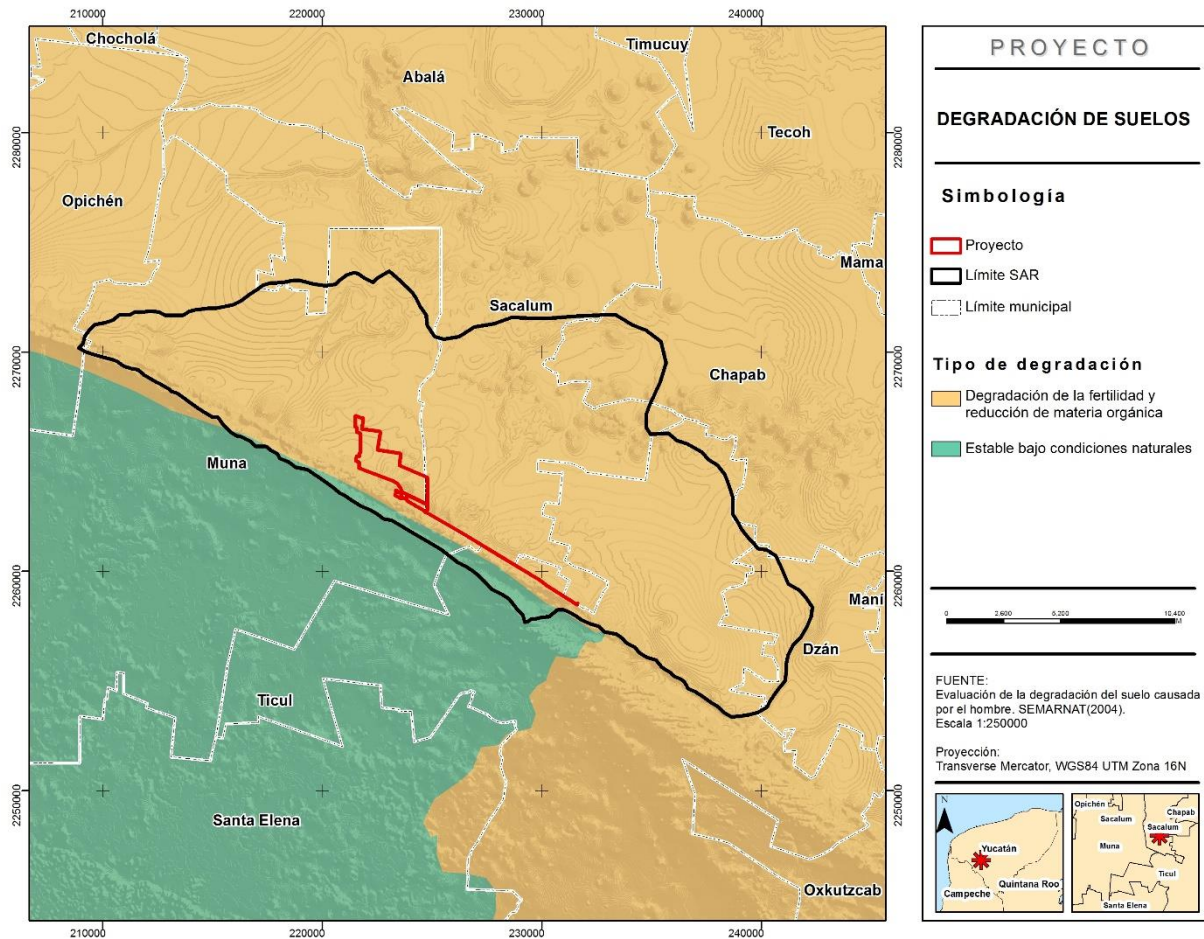 210000
220000
230000
240000
2280000
2270000
2260000
2250000
Chocholá
Timucuy
Abalá
Tecoh
Opichén
Mama
Sacalum
Chapab
Muna
Mani
Dzán
Ticul
Santa Elena
Oxkutzcab
2280000
2270000
2260000
2250000
210000
220000
230000
240000
PROYECTO
DEGRADACIÓN DE SUELOS
Simbología
Proyecto
Límite SAR
Límite municipal
Tipo de degradación
Degradación de la fertilidad y
reducción de materia orgánica
Estable bajo condiciones naturales
0 2,600 5,200 10,400
M
FUENTE:
Evaluación de la degradación del suelo causada
por el hombre. SEMARNAT(2004).
Escala 1:250000
Proyección:
Transverse Mercator, WGS84 UTM Zona 16N
N
Yucatán
Quintana Roo
Campeche
Opichén
Chapab
Sacalum
Sacalum
Muna
Ticul
Santa Elena